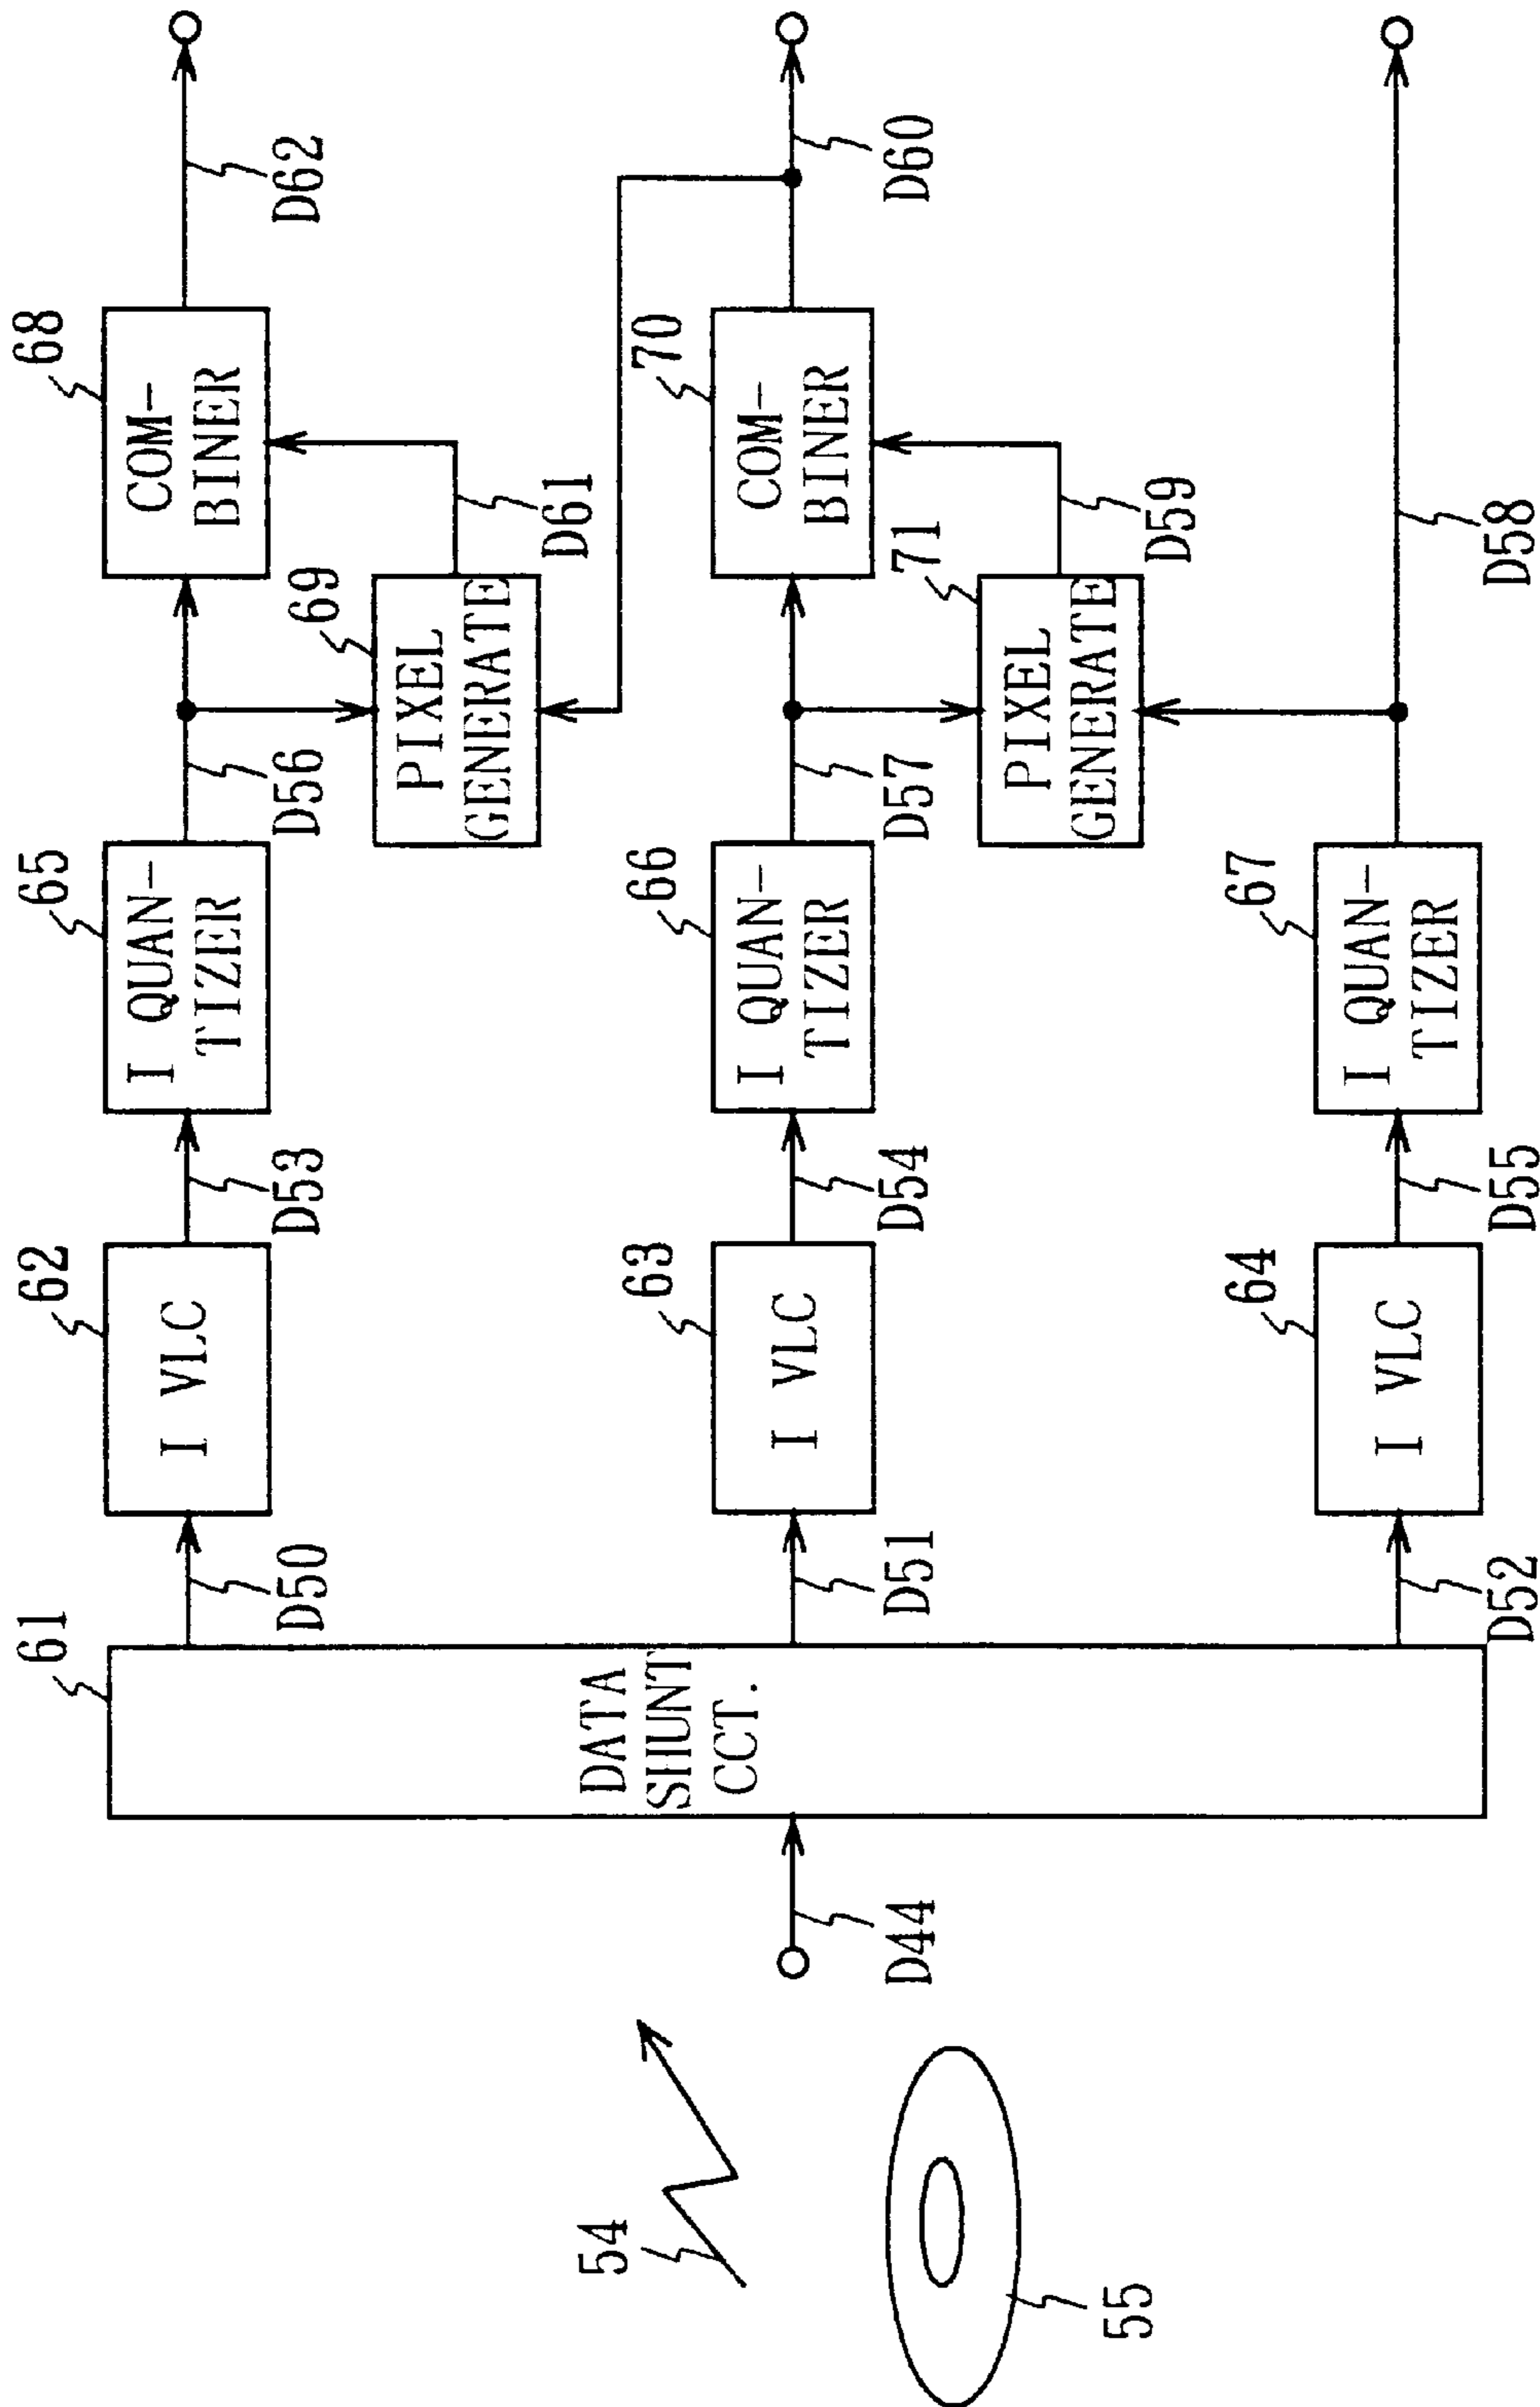 54
55
D44
61
DATA
SHUNT
CCT.
D50
62
I VLC
D53
65
I QUAN-
TIZER
D56
68
COM-
BINER
D62
69
PIXEL
GENERATE
D61
D51
63
I VLC
D54
66
I QUAN-
TIZER
D57
70
COM-
BINER
D60
71
PIXEL
GENERATE
D59
D52
64
I VLC
D55
67
I QUAN-
TIZER
D58